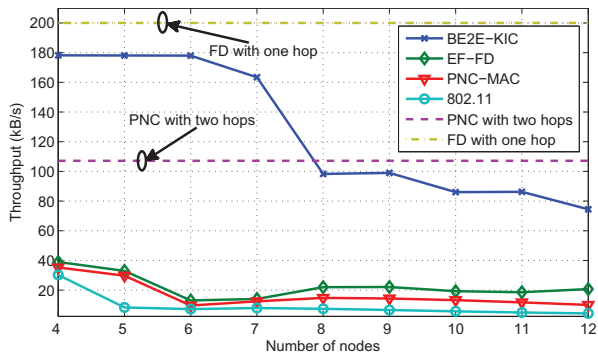 200
180
160
140
120
100
80
60
40
20
Throughput (kB/s)
FD with one hop
PNC with two hops
BE2E−KIC
EF−FD
PNC−MAC
802.11
PNC with two hops
FD with one hop
4
5
6
7
8
9
10
11
12
Number of nodes